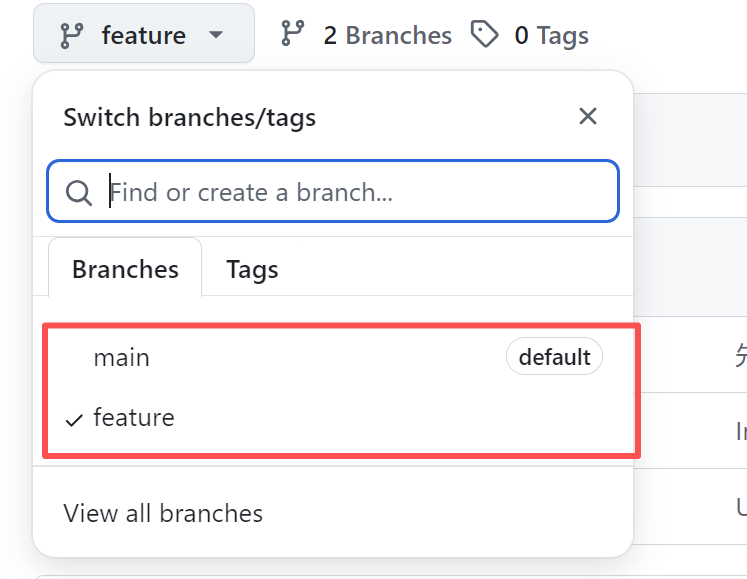 feature 2 Branches 0 Tags
Switch branches/tags
Find or create a branch...
Branches Tags
main default
feature
View all branches